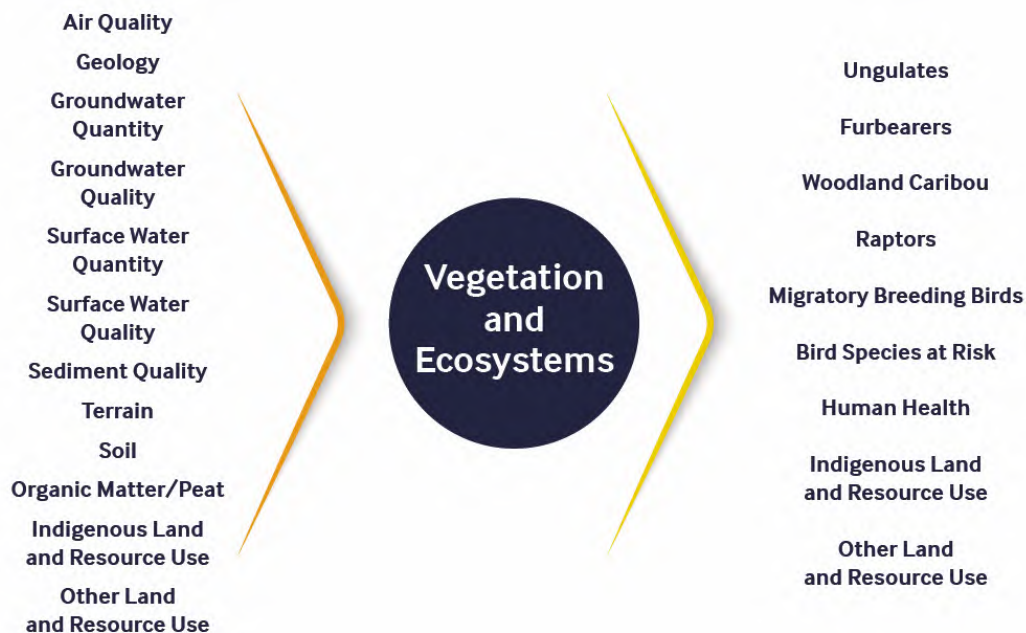 Air Quality
Geology
Groundwater
Quantity
Groundwater
Quality
Surface Water
Quantity
Surface Water
Quality
Sediment Quality
Terrain
Soil
Organic Matter/Peat
Indigenous Land
and Resource Use
Other Land
and Resource Use
Vegetation
and
Ecosystems
Ungulates
Furbearers
Woodland Caribou
Raptors
Migratory Breeding Birds
Bird Species at Risk
Human Health
Indigenous Land
and Resource Use
Other Land
and Resource Use